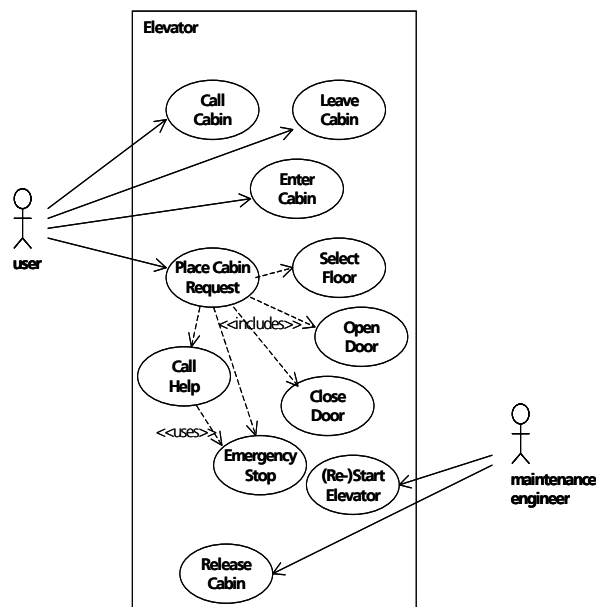 Elevator
Call
Cabin
Leave
Cabin
Enter
Cabin
user
Place Cabin
Request
Select
Floor
<<includes>>
Open
Door
Call
Help
Close
Door
<<uses>>
Emergency
Stop
(Re-)Start
Elevator
maintenance
engineer
Release
Cabin